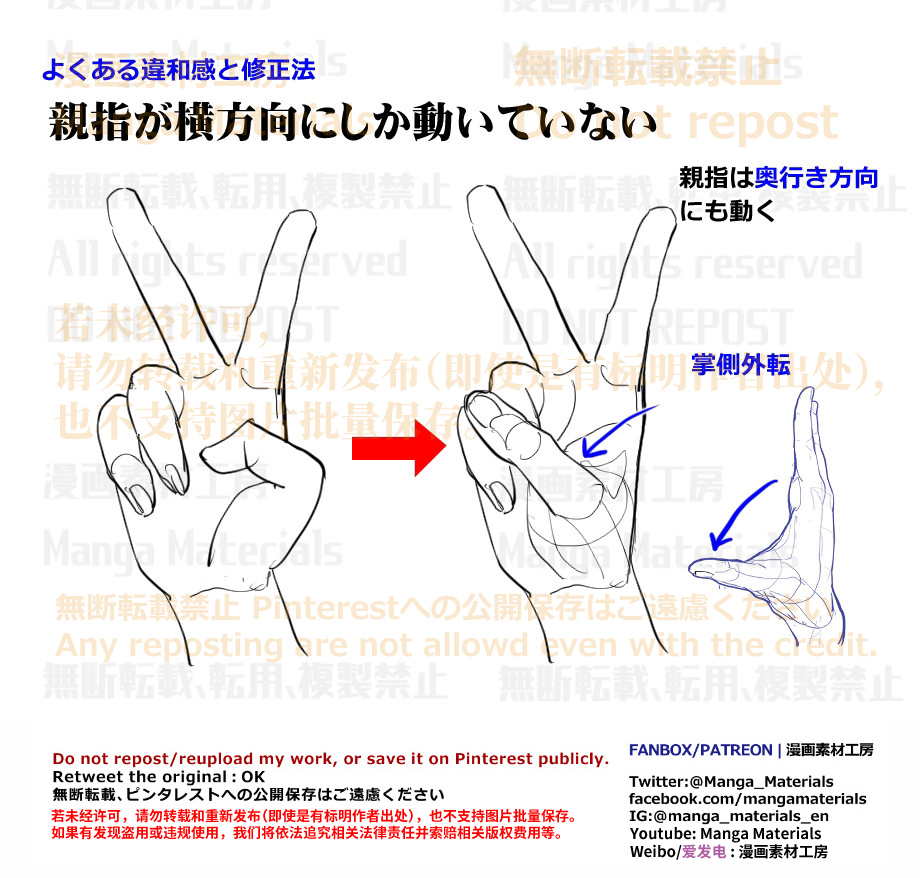 漫画素材工房
漫画素材工房
Manga Materials
Manga Materials
漫画素材工房
無断転載禁止
よくある違和感と修正法
Manga Materials
Do not repost
親指が横方向にしか動いていない
無断転載、転用、複製禁止
無断転載、転用、複製禁止
親指は奥行き方向
にも動く
All rights reserved
All rights reserved
DO NOT REPOST
DO NOT REPOST
若未经许可，
请勿转载和重新发布（即使是有标明作者出处），
也不支持图片批量保存。
掌側外転
漫画素材工房
漫画素材工房
Manga Materials
Manga Materials
無断転載禁止 Pinterestへの公開保存はご遠慮ください
Any reposting are not allowd even with the credit.
無断転載、転用、複製禁止
無断転載、転用、複製禁止
Do not repost/reupload my work, or save it on Pinterest publicly.
Retweet the original : OK
無断転載、ピンタレストへの公開保存はご遠慮ください
若未经许可，请勿转载和重新发布（即使是有标明作者出处），也不支持图片批量保存。
如果有发现盗用或违规使用，我们将依法追究相关法律责任并索赔相关版权费用等。
FANBOX/PATREON | 漫画素材工房
Twitter:@Manga_Materials
facebook.com/mangamaterials
IG:@manga_materials_en
Youtube: Manga Materials
Weibo/爱发电 : 漫画素材工房